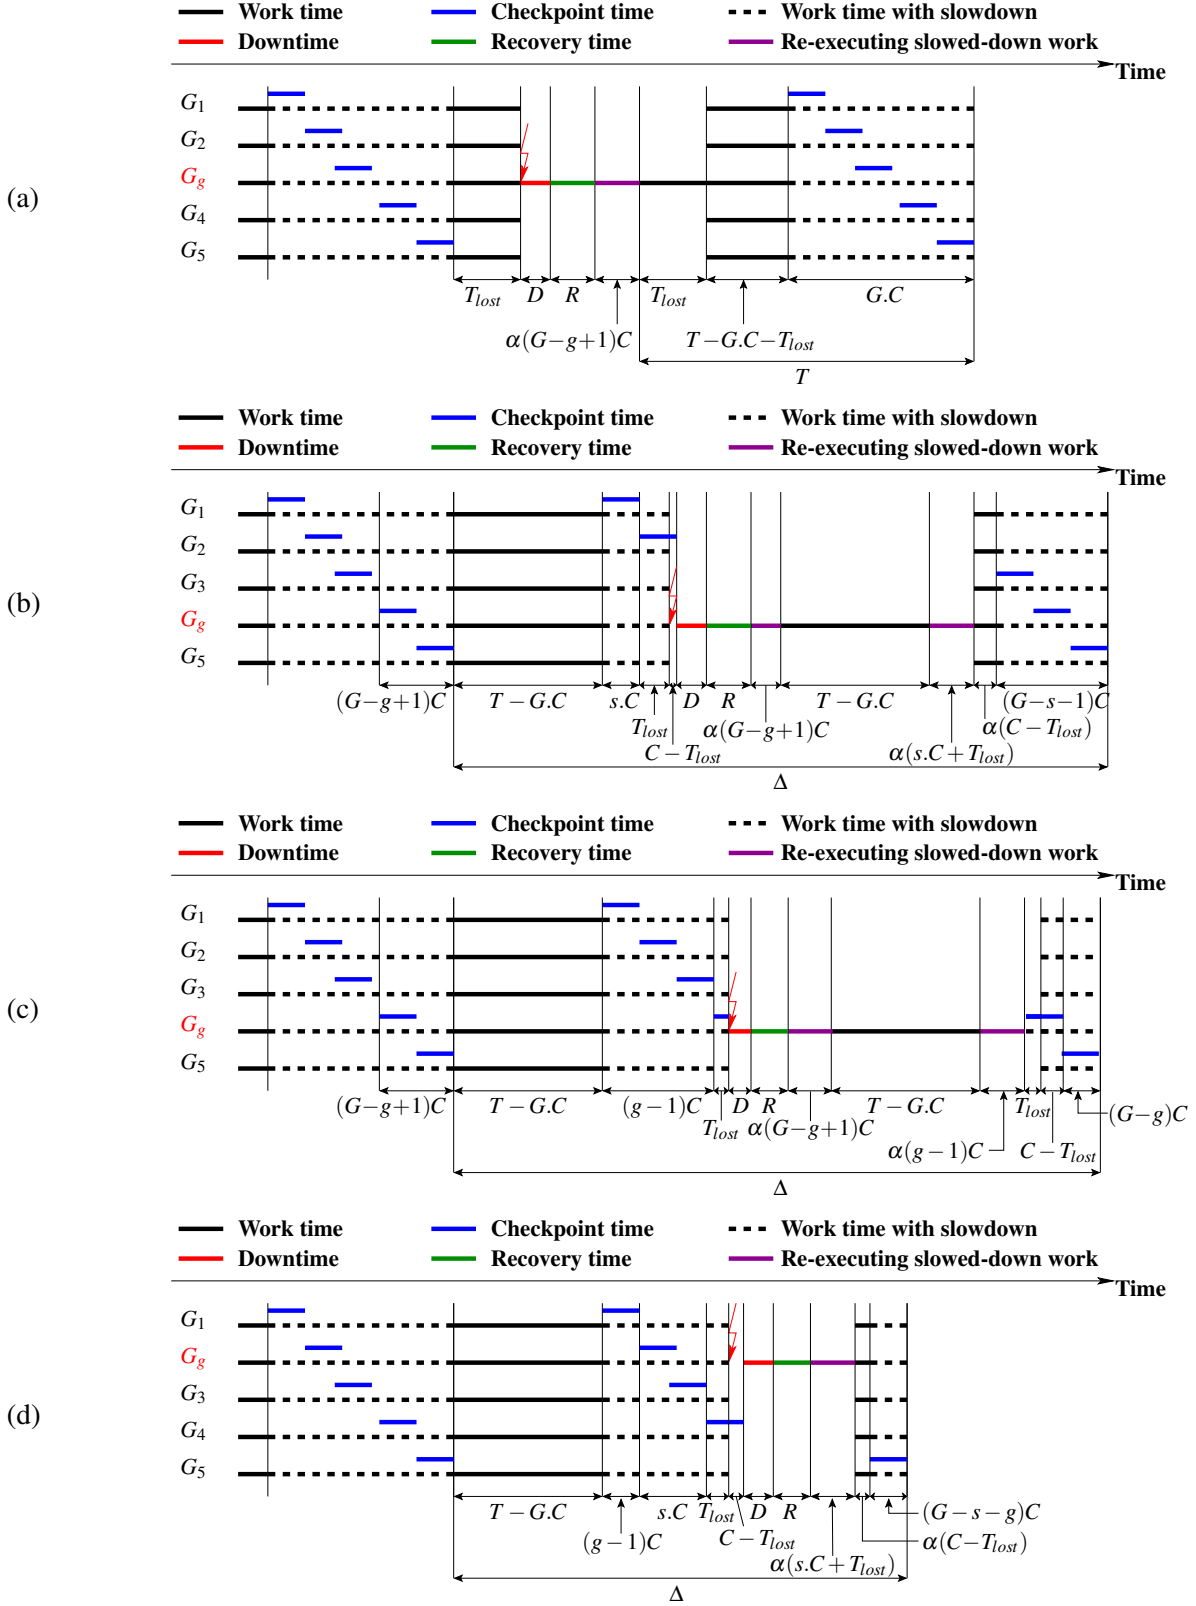 Work time Checkpoint time Work time with slowdown
Downtime Recovery time Re-executing slowed-down work
Time
(a)
G1
G2
Gg
G4
G5
Tlost D R Tlost G.C
α(G−g+1)C T−G.C−Tlost
T
Work time Checkpoint time Work time with slowdown
Downtime Recovery time Re-executing slowed-down work
Time
(b)
G1
G2
G3
Gg
G5
(G−g+1)C T−G.C s.C D R T−G.C (G−s−1)C
Tlost α(G−g+1)C α(C−Tlost)
C−Tlost α(s.C+Tlost)
Δ
Work time Checkpoint time Work time with slowdown
Downtime Recovery time Re-executing slowed-down work
Time
(c)
G1
G2
G3
Gg
G5
(G−g+1)C T−G.C (g−1)C D R T−G.C Tlost (G−g)C
Tlost α(G−g+1)C
α(g−1)C C−Tlost
Δ
Work time Checkpoint time Work time with slowdown
Downtime Recovery time Re-executing slowed-down work
Time
(d)
G1
Gg
G3
G4
G5
T−G.C s.C Tlost D R (G−s−g)C
(g−1)C C−Tlost α(C−Tlost)
α(s.C+Tlost)
Δ